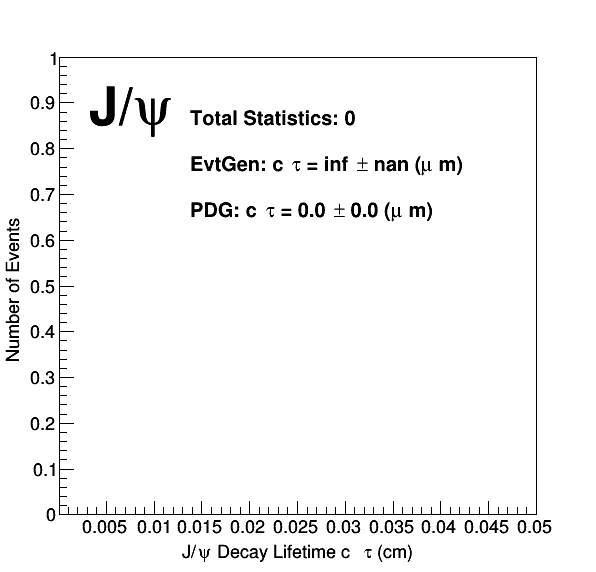 J/ψ
Total Statistics: 0
EvtGen: c τ = inf ± nan (μ m)
PDG: c τ = 0.0 ± 0.0 (μ m)
Number of Events
1
0.9
0.8
0.7
0.6
0.5
0.4
0.3
0.2
0.1
0
0.005 0.01 0.015 0.02 0.025 0.03 0.035 0.04 0.045 0.05
J/ψ Decay Lifetime c τ (cm)